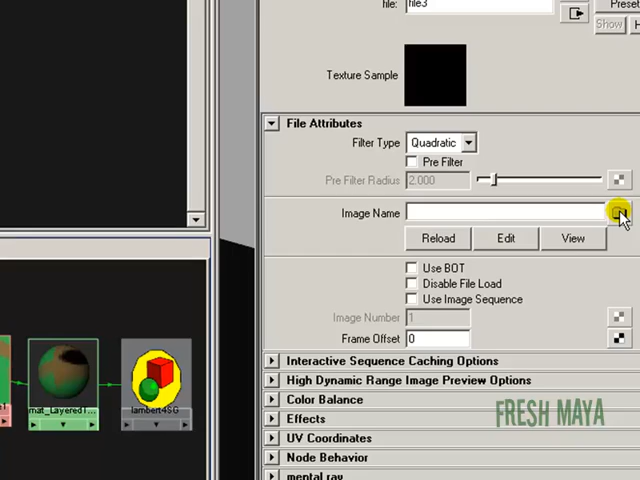 file: file3
Preset
Show H
Texture Sample
File Attributes
Filter Type Quadratic
Pre Filter
Pre Filter Radius 2.000
Image Name
Reload Edit View
Use BOT
Disable File Load
Use Image Sequence
Image Number 1
Frame Offset 0
Interactive Sequence Caching Options
High Dynamic Range Image Preview Options
Color Balance
Effects
UV Coordinates
Node Behavior
mental ray
mat_Layered1... lambert4SG
FRESH MAYA